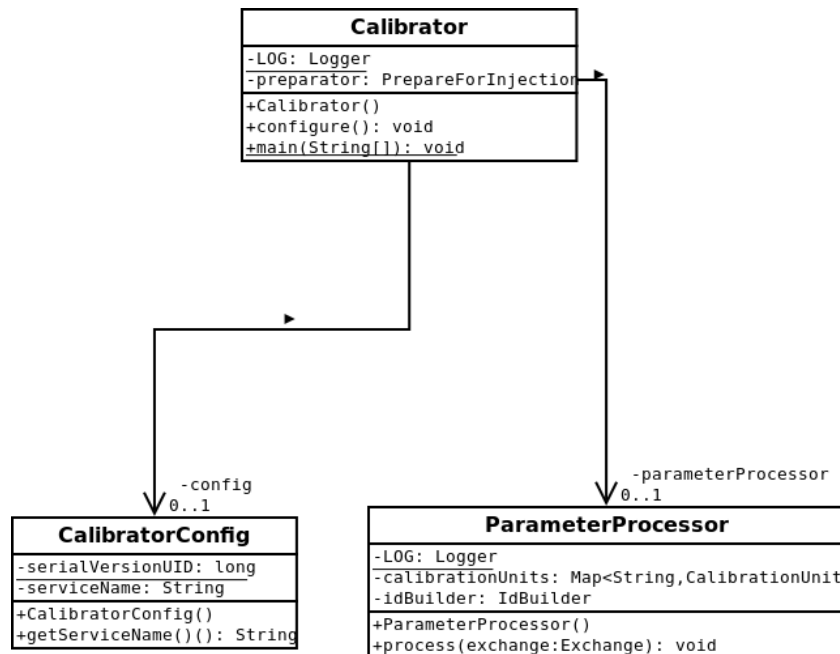 Calibrator
-LOG: Logger
-preparator: PrepareForInjection
+Calibrator()
+configure(): void
+main(String[]): void
-config
0..1
-parameterProcessor
0..1
CalibratorConfig
-serialVersionUID: long
-serviceName: String
+CalibratorConfig()
+getServiceName()(): String
ParameterProcessor
-LOG: Logger
-calibrationUnits: Map<String,CalibrationUnit
-idBuilder: IdBuilder
+ParameterProcessor()
+process(exchange:Exchange): void